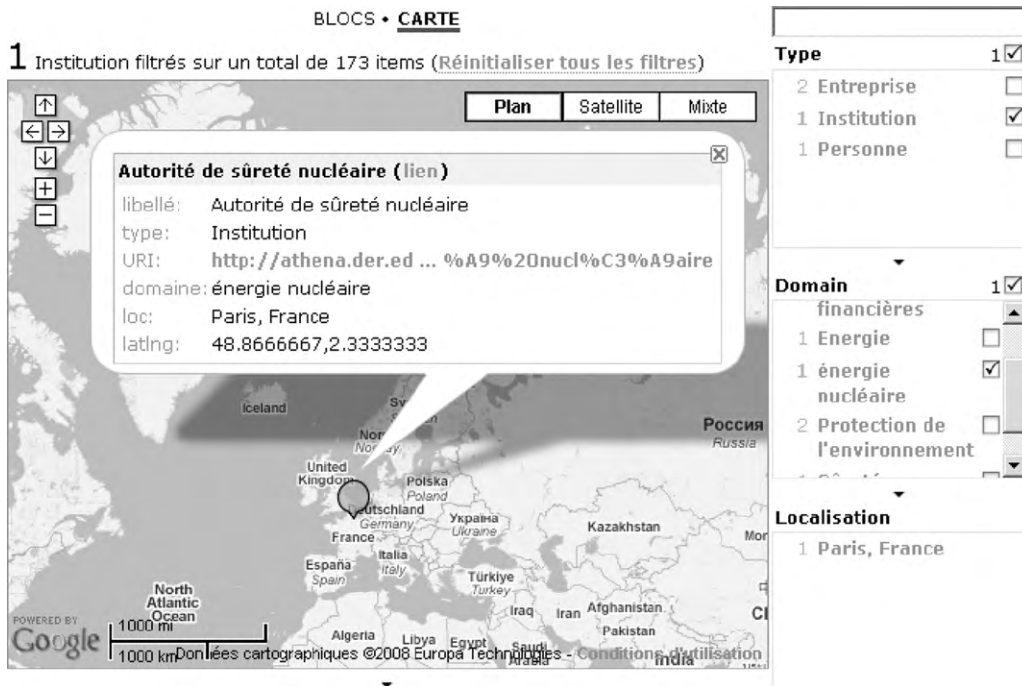 BLOCS • CARTE
1 Institution filtrés sur un total de 173 items (Réinitialiser tous les filtres)
Plan
Satellite
Mixte
Autorité de sûreté nucléaire (lien)
libellé: Autorité de sûreté nucléaire
type: Institution
URI: http://athena.der.ed ... %A9%20nucl%C3%A9aire
domaine: énergie nucléaire
loc: Paris, France
latlng: 48.8666667,2.3333333
Iceland
Norway
Россия
Russia
United
Kingdom
Polska
Poland
Deutschland
Germany
Україна
Ukraine
Kazakhstan
France
Italia
Italy
España
Spain
Türkiye
Turkey
North
Atlantic
Ocean
Iraq
Iran
Afghanistan
Pakistan
Algeria
Libya
Egypt
Saudi
Arabia
India
POWERED BY
Google
1000 mi
1000 km
Données cartographiques ©2008 Europa Technologies - Conditions d'utilisation
Type 1
2 Entreprise
1 Institution
1 Personne
Domain 1
financières
1 Energie
1 énergie
nucléaire
2 Protection de
l'environnement
Localisation
1 Paris, France